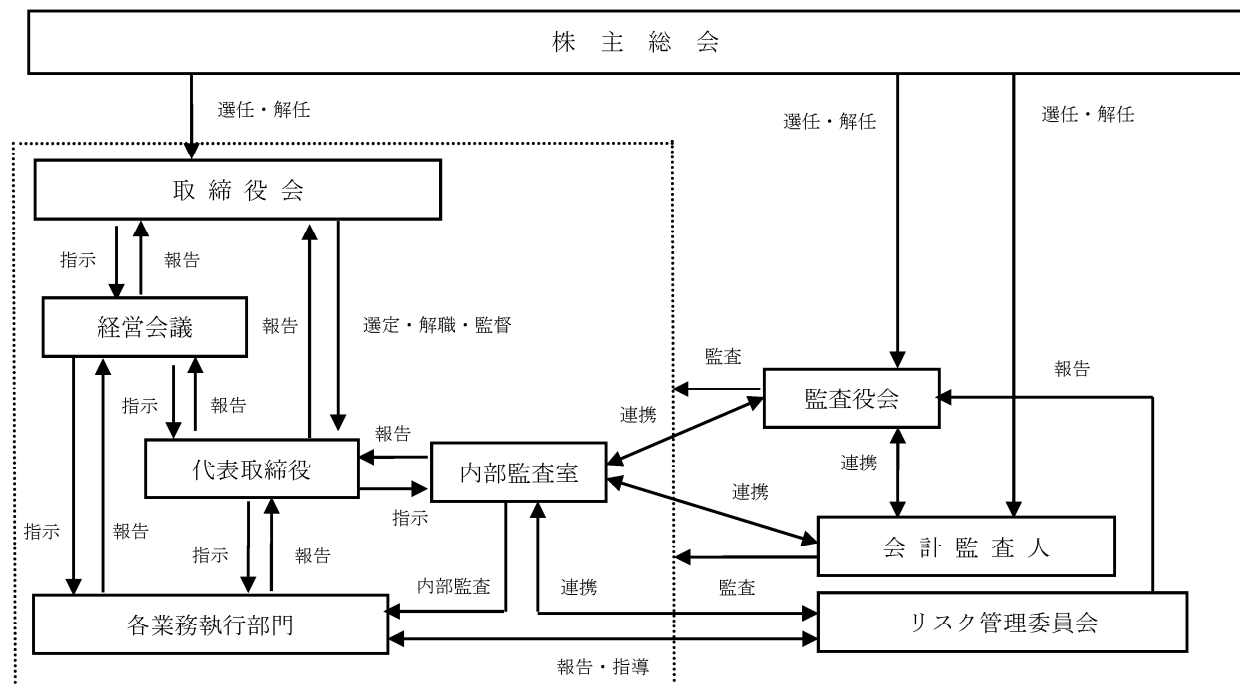 株 主 総 会
選任・解任
選任・解任
選任・解任
取 締 役 会
指示
報告
経営会議
報告
選定・解職・監督
監査
報告
監査役会
指示
報告
連携
報告
代表取締役
内部監査室
連携
連携
指示
指示
報告
指示
報告
会 計 監 査 人
内部監査
連携
監査
各業務執行部門
リスク管理委員会
報告・指導